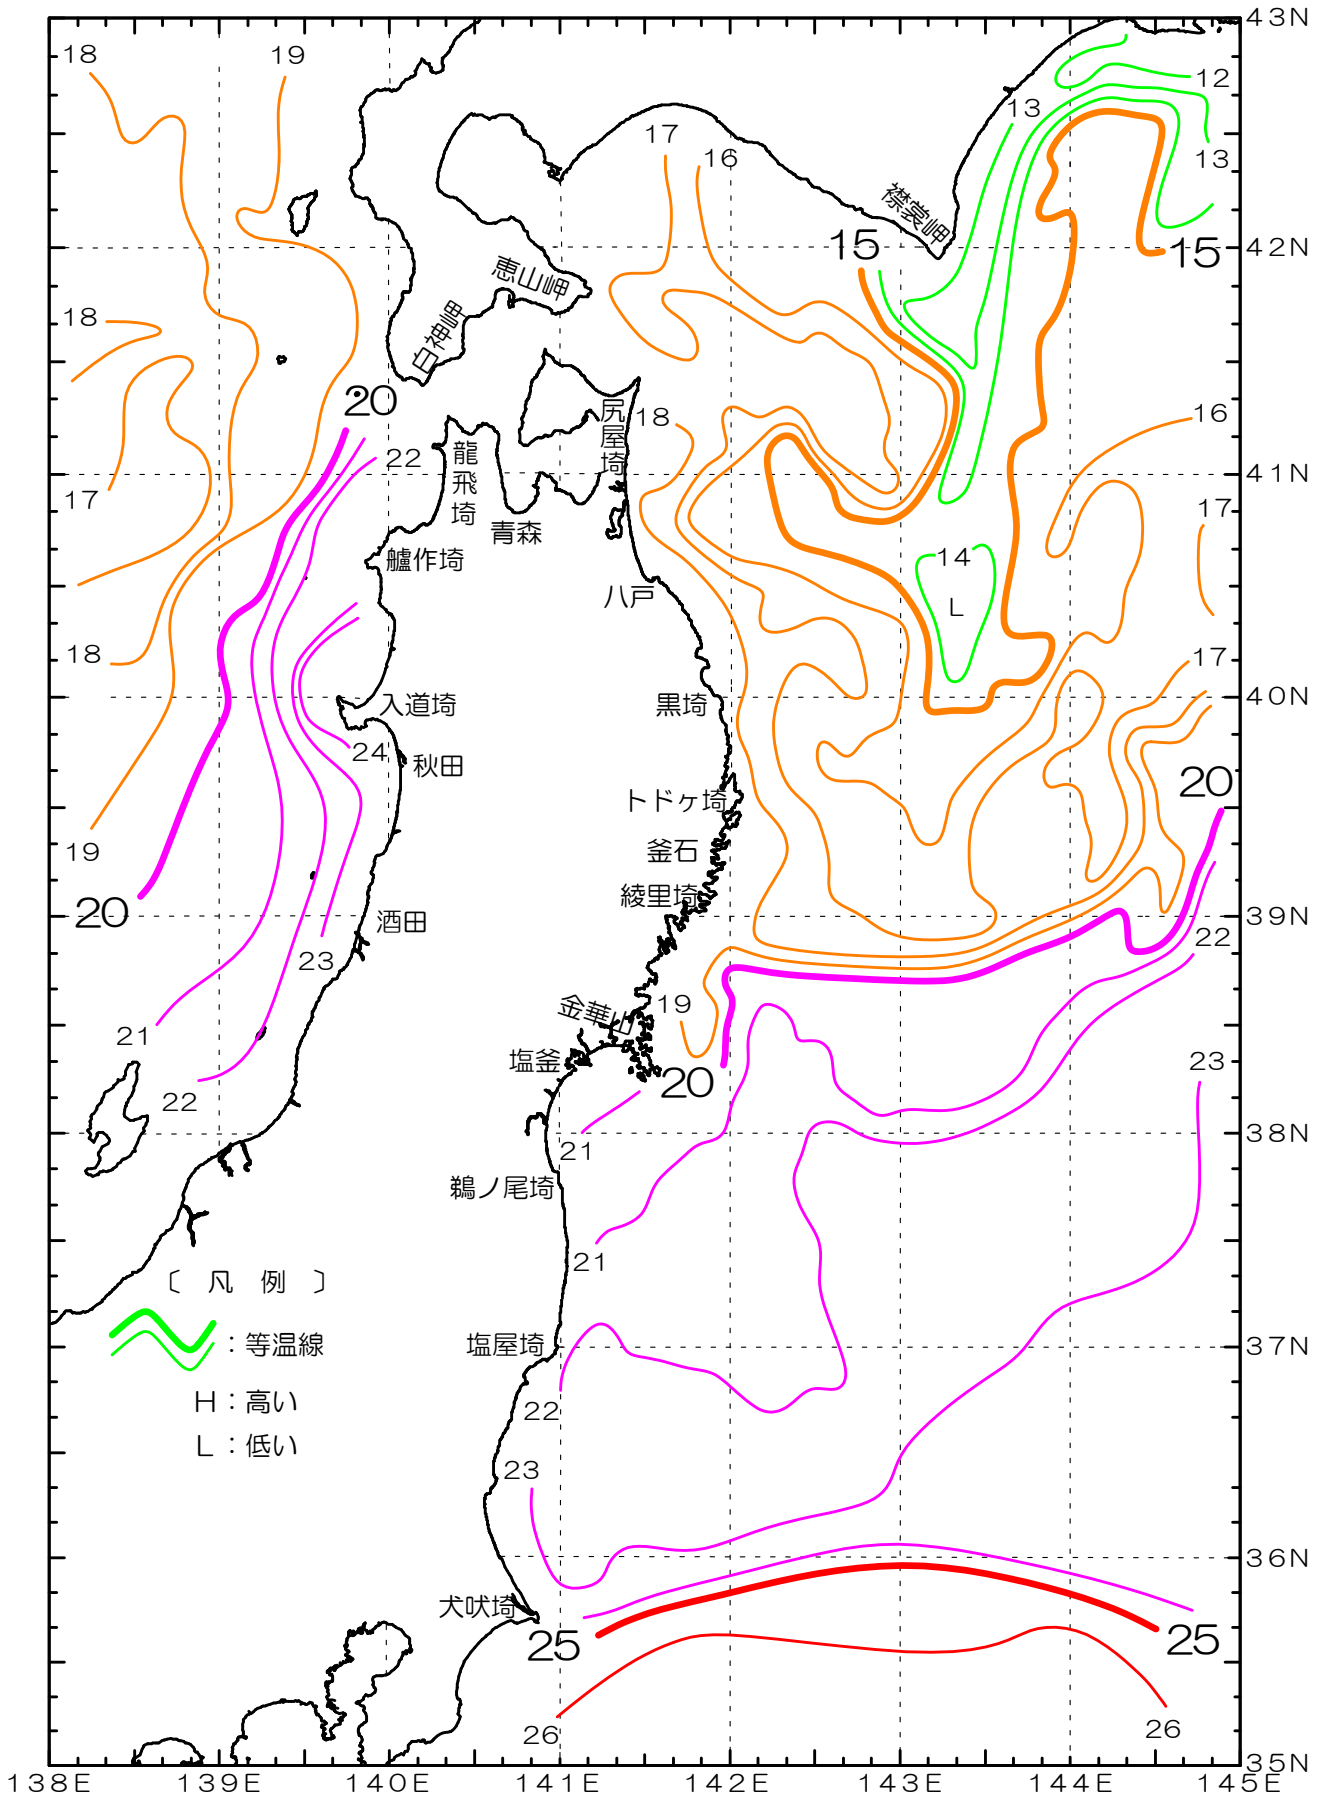 43N
18
19
12
13
17
16
13
襟裳岬
15
15
42N
恵山岬
18
白神岬
20
尻屋埼
18
16
22
龍飛埼
41N
17
17
青森
14
艫作埼
八戸
L
18
17
入道埼
黒埼
40N
24
秋田
20
トドヶ埼
19
釜石
綾里埼
20
酒田
39N
22
23
金華山
19
21
塩釜
20
23
22
38N
21
鵜ノ尾埼
21
〔 凡 例 〕
:等温線
塩屋埼
37N
H:高い
22
L:低い
23
36N
犬吠埼
25
25
26
26
35N
138E
139E
140E
141E
142E
143E
144E
145E